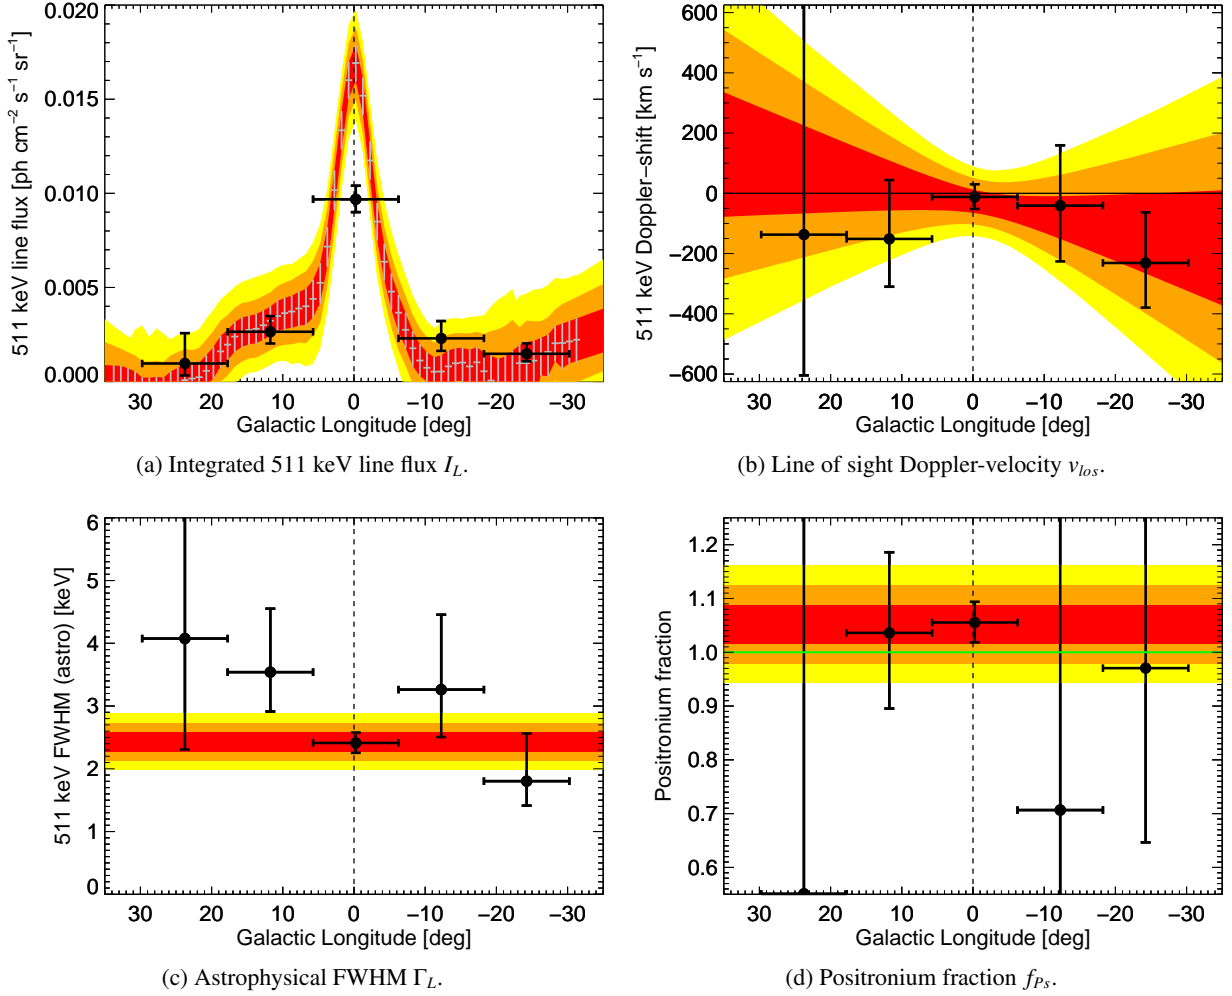 0.020
0.015
0.010
0.005
0.000
511 keV line flux [ph cm⁻² s⁻¹ sr⁻¹]
30 20 10 0 −10 −20 −30
Galactic Longitude [deg]
(a) Integrated 511 keV line flux I_L.
600
400
200
0
−200
−400
−600
511 keV Doppler−shift [km s⁻¹]
30 20 10 0 −10 −20 −30
Galactic Longitude [deg]
(b) Line of sight Doppler-velocity v_los.
6
5
4
3
2
1
0
511 keV FWHM (astro) [keV]
30 20 10 0 −10 −20 −30
Galactic Longitude [deg]
(c) Astrophysical FWHM Γ_L.
1.2
1.1
1.0
0.9
0.8
0.7
0.6
Positronium fraction
30 20 10 0 −10 −20 −30
Galactic Longitude [deg]
(d) Positronium fraction f_Ps.